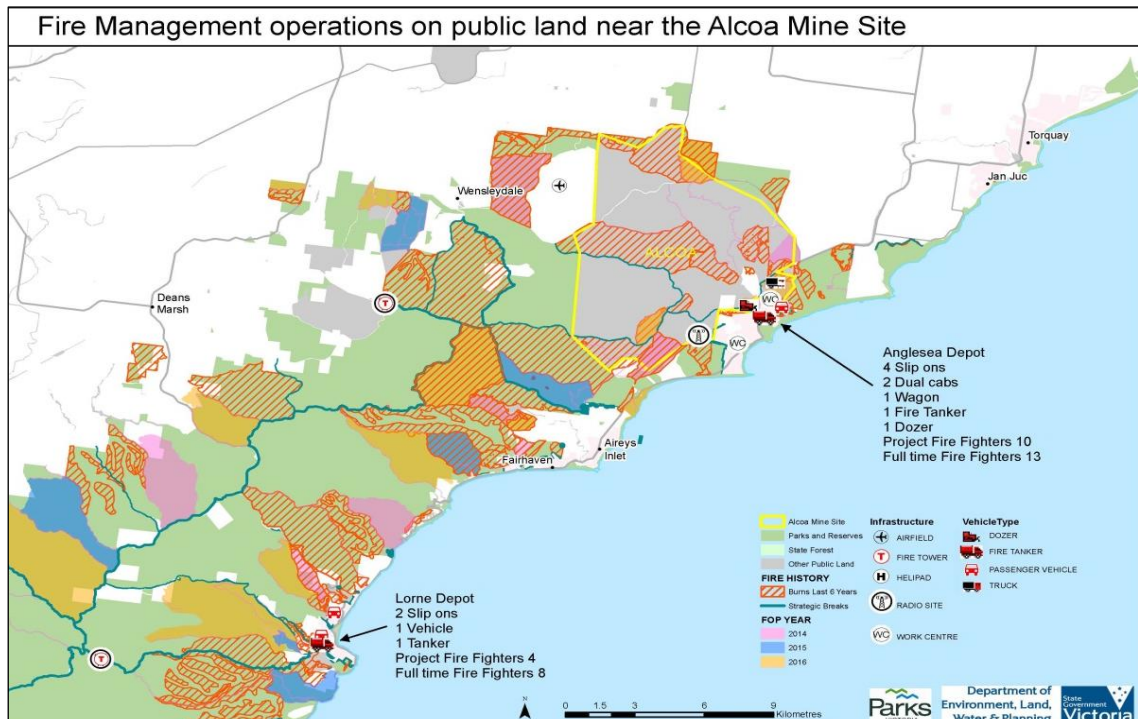 Fire Management operations on public land near the Alcoa Mine Site
Torquay
Jan Juc
Wensleydale
ALCOA
Deans
Marsh
T
WC
WC
Anglesea Depot
4 Slip ons
2 Dual cabs
1 Wagon
1 Fire Tanker
1 Dozer
Project Fire Fighters 10
Full time Fire Fighters 13
Aireys
Inlet
Fairhaven
Lorne Depot
2 Slip ons
1 Vehicle
1 Tanker
Project Fire Fighters 4
Full time Fire Fighters 8
T
Alcoa Mine Site
Parks and Reserves
State Forest
Other Public Land
FIRE HISTORY
Burns Last 6 Years
Strategic Breaks
FOP YEAR
2014
2015
2016
Infrastructure
AIRFIELD
T FIRE TOWER
H HELIPAD
RADIO SITE
WC WORK CENTRE
VehicleType
DOZER
FIRE TANKER
PASSENGER VEHICLE
TRUCK
N
0 1.5 3 6 9
Kilometres
Parks
VICTORIA
Department of
Environment, Land,
Water & Planning
State
Government
Victoria